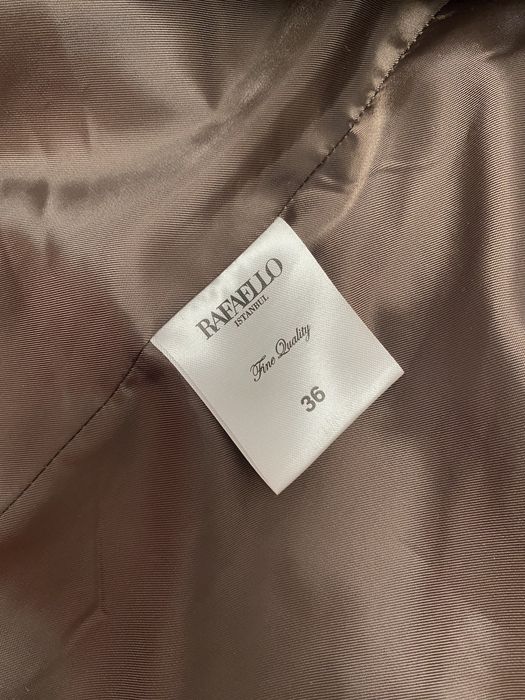 RAFAELLO
ISTANBUL
Fine Quality
36